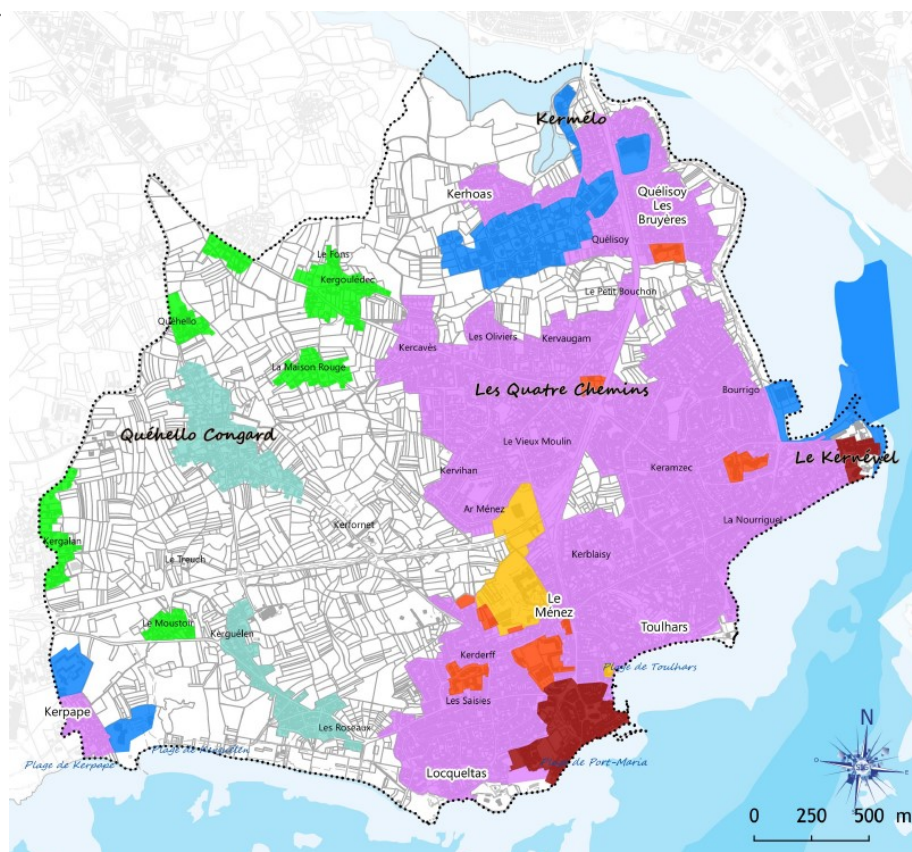 Kermélo
Kerhoas
Quélisoy
Les
Bruyères
Quélisoy
Le Fons
Kergoulédec
Le Petit Bouchon
Quéhello
Kercavès
Les Oliviers
Kervaugam
La Maison Rouge
Les Quatre Chemins
Bourrigo
Quéhello Congard
Le Vieux Moulin
Le Kernével
Kervihan
Keramzec
Ar Ménez
La Nourriguel
Kergalan
Kerfornet
Le Treuch
Kerblaisy
Le
Ménez
Le Moustoir
Kerguélen
Toulhars
Kerderff
Plage de Toulhars
Les Saisies
Kerpape
Les Roseaux
N
Plage de Kerpape
Plage de Port-Maria
O
E
Locqueltas
0 250 500 m